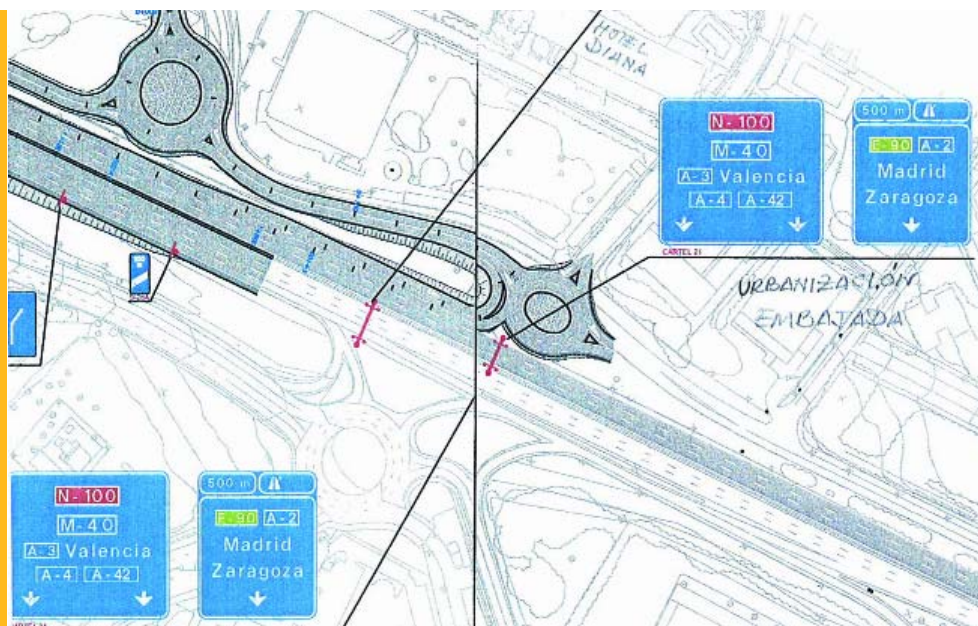 HOTEL
DIANA
N-100
M-40
A-3 Valencia
A-4 A-42
500 m
E-90 A-2
Madrid
Zaragoza
CARTEL 21
URBANIZACIÓN
EMBAJADA
N-100
M-40
A-3 Valencia
A-4 A-42
500 m
E-90 A-2
Madrid
Zaragoza